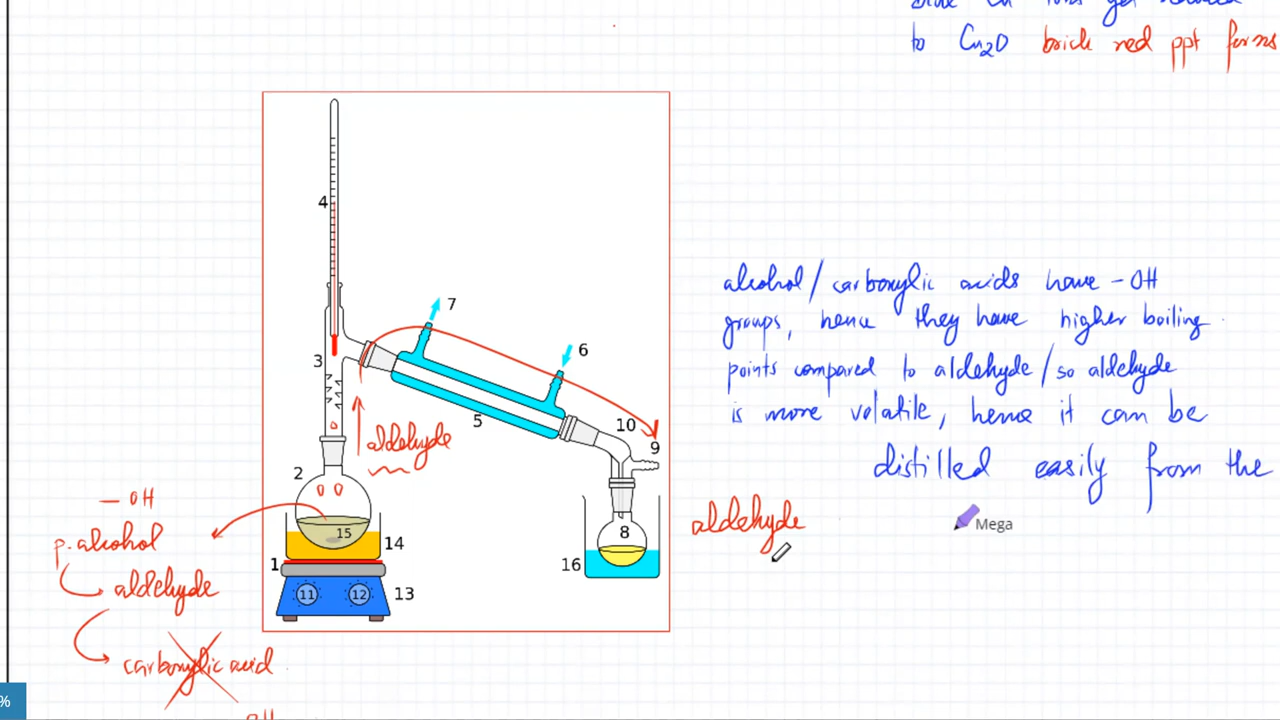 to Cu2O brick red ppt forms
4
7
6
3
5
10
9
aldehyde
2
15
14
1
11
12
13
8
16
alcohol/carboxylic acids have -OH
groups, hence they have higher boiling
points compared to aldehyde/so aldehyde
is more volatile, hence it can be
distilled easily from the
aldehyde
Mega
- OH
p. alcohol
aldehyde
carboxylic acid
%